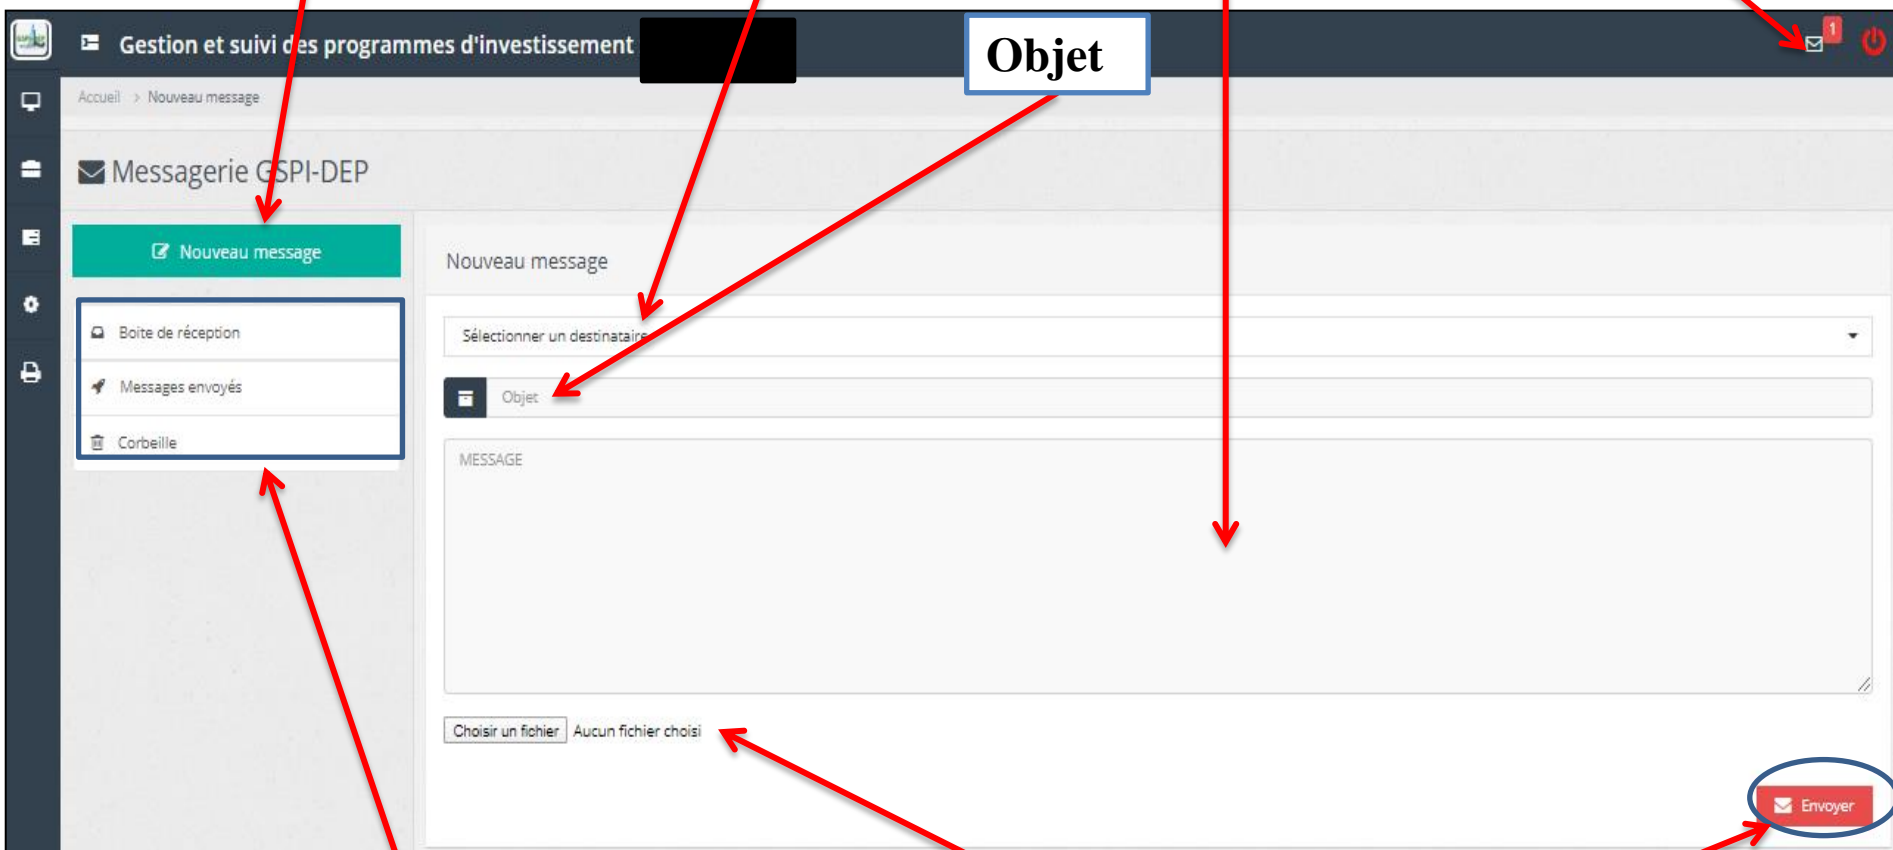 Gestion et suivi des programmes d'investissement
Objet
1
Accueil > Nouveau message
Messagerie GSPI-DEP
Nouveau message
Nouveau message
Boite de réception
Messages envoyés
Corbeille
Sélectionner un destinataire
Objet
MESSAGE
Choisir un fichier Aucun fichier choisi
Envoyer